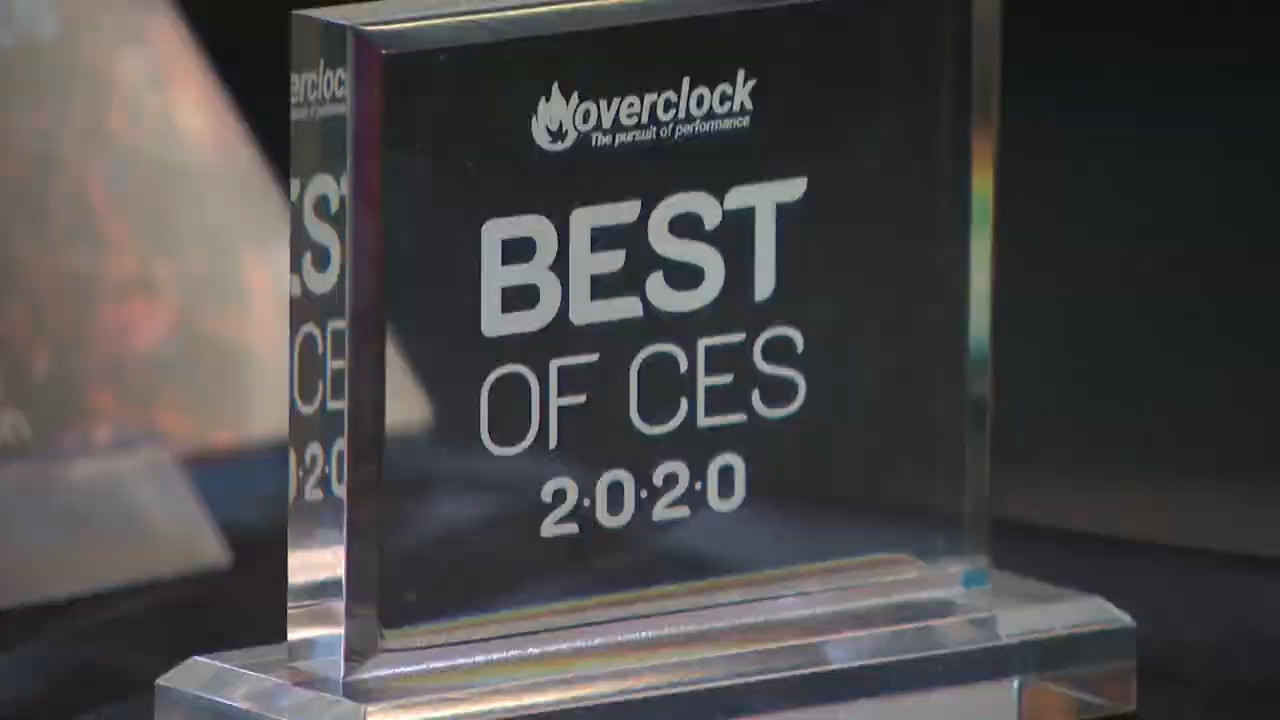 overclock
The pursuit of performance
BEST
OF CES
2·0·2·0